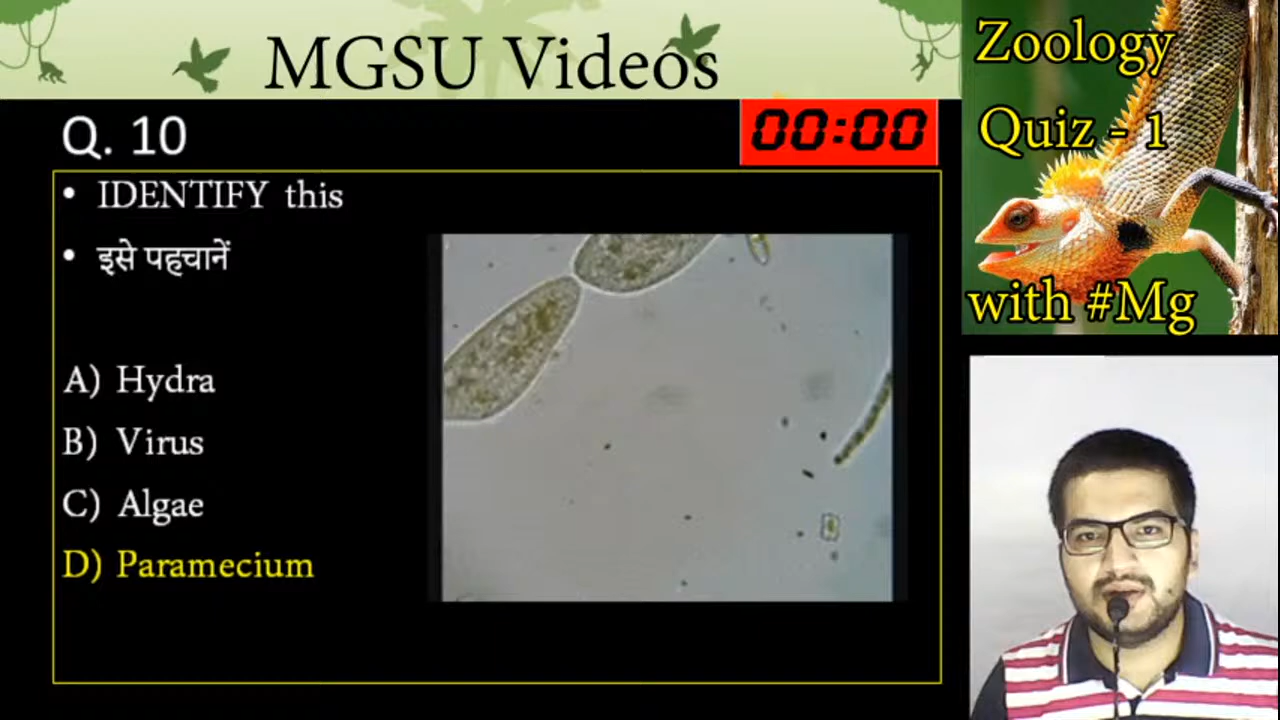 MGSU Videos
Q. 10
00:00
• IDENTIFY this
• इसे पहचानें
A) Hydra
B) Virus
C) Algae
D) Paramecium
Zoology
Quiz - 1
with #Mg